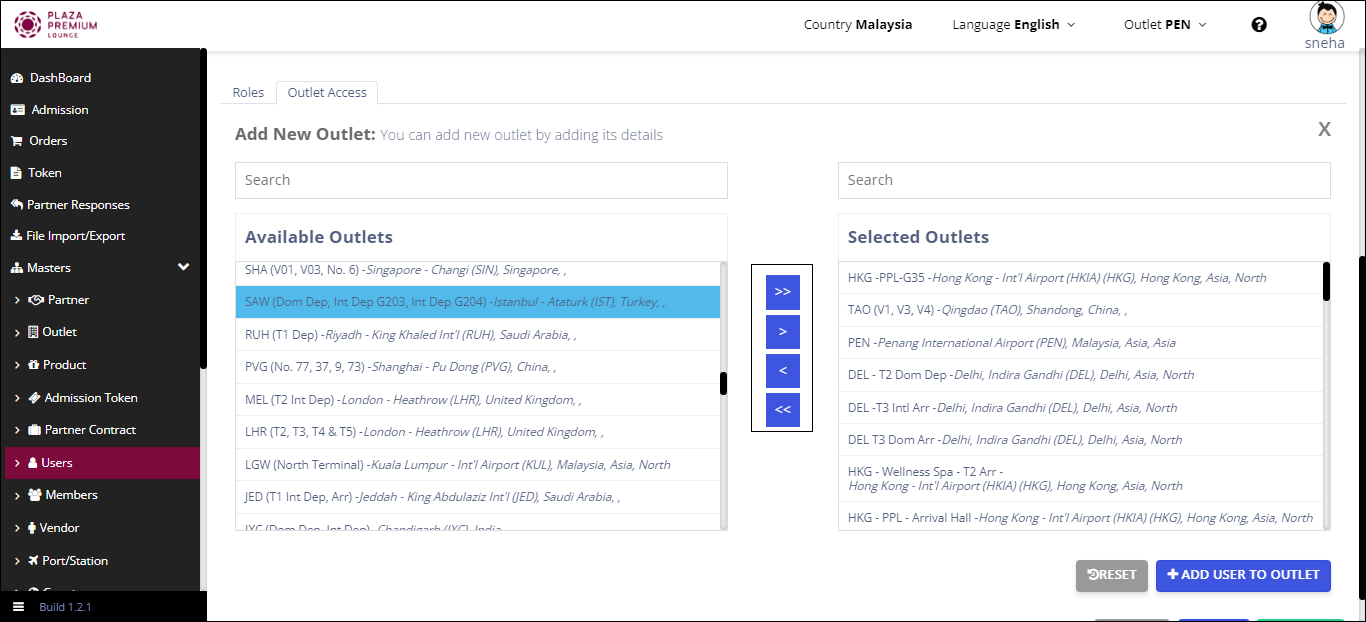 PLAZA
PREMIUM
LOUNGE
Country Malaysia
Language English
Outlet PEN
sneha
DashBoard
Admission
Orders
Token
Partner Responses
File Import/Export
Masters
Partner
Outlet
Product
Admission Token
Partner Contract
Users
Members
Vendor
Port/Station
Build 1.2.1
Roles
Outlet Access
Add New Outlet: You can add new outlet by adding its details
X
Search
Available Outlets
SHA (V01, V03, No. 6) -Singapore - Changi (SIN), Singapore, ,
SAW (Dom Dep, Int Dep G203, Int Dep G204) -Istanbul - Ataturk (IST), Turkey, ,
RUH (T1 Dep) -Riyadh - King Khaled Int'l (RUH), Saudi Arabia, ,
PVG (No. 77, 37, 9, 73) -Shanghai - Pu Dong (PVG), China, ,
MEL (T2 Int Dep) -London - Heathrow (LHR), United Kingdom, ,
LHR (T2, T3, T4 & T5) -London - Heathrow (LHR), United Kingdom, ,
LGW (North Terminal) -Kuala Lumpur - Int'l Airport (KUL), Malaysia, Asia, North
JED (T1 Int Dep, Arr) -Jeddah - King Abdulaziz Int'l (JED), Saudi Arabia, ,
IXC (Dom Dep, Int Dep) -Chandigarh (IXC), India
>>
>
<
<<
Search
Selected Outlets
HKG -PPL-G35 -Hong Kong - Int'l Airport (HKIA) (HKG), Hong Kong, Asia, North
TAO (V1, V3, V4) -Qingdao (TAO), Shandong, China, ,
PEN -Penang International Airport (PEN), Malaysia, Asia, Asia
DEL - T2 Dom Dep -Delhi, Indira Gandhi (DEL), Delhi, Asia, North
DEL -T3 Intl Arr -Delhi, Indira Gandhi (DEL), Delhi, Asia, North
DEL T3 Dom Arr -Delhi, Indira Gandhi (DEL), Delhi, Asia, North
HKG - Wellness Spa - T2 Arr -
Hong Kong - Int'l Airport (HKIA) (HKG), Hong Kong, Asia, North
HKG - PPL - Arrival Hall -Hong Kong - Int'l Airport (HKIA) (HKG), Hong Kong, Asia, North
RESET
ADD USER TO OUTLET